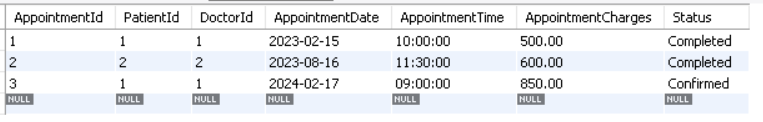 AppointmentId PatientId DoctorId AppointmentDate AppointmentTime AppointmentCharges Status
1 1 1 2023-02-15 10:00:00 500.00 Completed
2 2 2 2023-08-16 11:30:00 600.00 Completed
3 1 1 2024-02-17 09:00:00 850.00 Confirmed
NULL NULL NULL NULL NULL NULL NULL